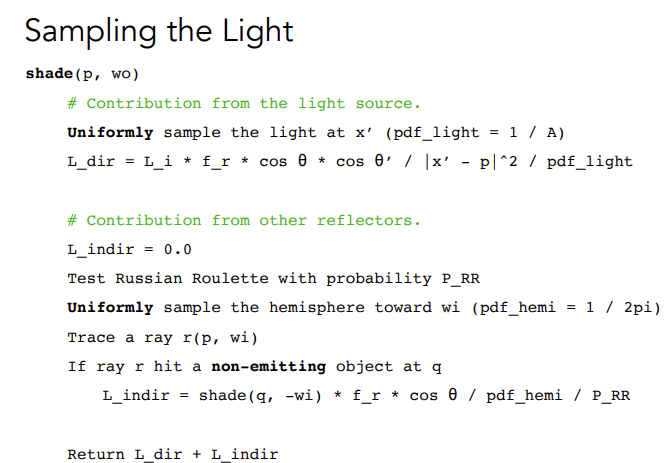 Sampling the Light
shade(p, wo)
# Contribution from the light source.
Uniformly sample the light at x’ (pdf_light = 1 / A)
L_dir = L_i * f_r * cos θ * cos θ’ / |x’ - p|^2 / pdf_light
# Contribution from other reflectors.
L_indir = 0.0
Test Russian Roulette with probability P_RR
Uniformly sample the hemisphere toward wi (pdf_hemi = 1 / 2pi)
Trace a ray r(p, wi)
If ray r hit a non-emitting object at q
L_indir = shade(q, -wi) * f_r * cos θ / pdf_hemi / P_RR
Return L_dir + L_indir